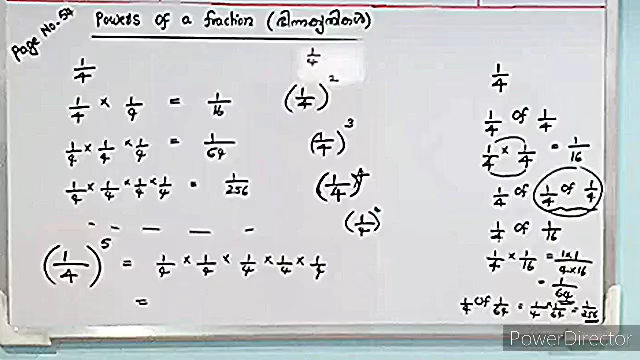 Page No. 54
Powers of a fraction (ഭിന്നകൃതികൾ)
1/4
1/4 × 1/4 = 1/16
1/4 × 1/4 × 1/4 = 1/64
1/4 × 1/4 × 1/4 × 1/4 = 1/256
- — — -
(1/4)^5 = 1/4 × 1/4 × 1/4 × 1/4 × 1/4
=
1/4
(1/4)^2
(1/4)^3
(1/4)^4
1/4
1/4 of 1/4
1/4 × 1/4 = 1/16
1/4 of 1/4 of 1/4
1/4 of 1/16
1/4 × 1/16 = 1×1/4×16
= 1/64
1/4 of 1/64 = 1/4 × 1/64 = 1/256
PowerDirector